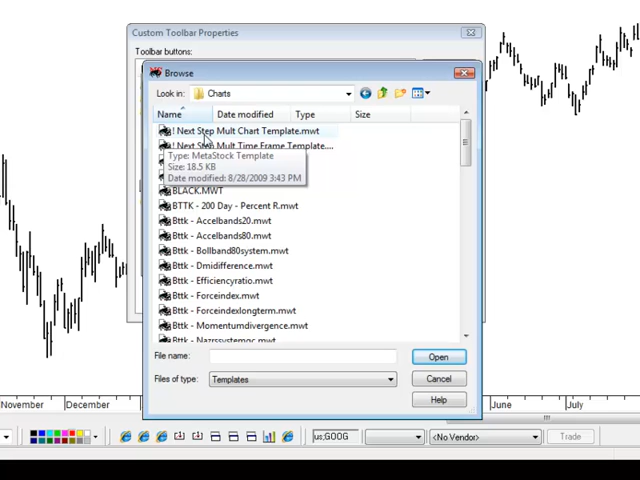 Custom Toolbar Properties
Toolbar buttons:
Browse
Look in: Charts
Name Date modified Type Size
! Next Step Mult Chart Template.mwt
! Next Step Mult Time Frame Template....
Type: MetaStock Template
Size: 18.5 KB
Date modified: 8/28/2009 3:43 PM
BLACK.MWT
BTTK - 200 Day - Percent R.mwt
Bttk - Accelbands20.mwt
Bttk - Accelbands80.mwt
Bttk - Bollband80system.mwt
Bttk - Dmidifference.mwt
Bttk - Efficiencyratio.mwt
Bttk - Forceindex.mwt
Bttk - Forceindexlongterm.mwt
Bttk - Momentumdivergence.mwt
Bttk - Nazrssystemqc.mwt
File name: Open
Files of type: Templates Cancel
Help
November December June July
us;GOOG <No Vendor> Trade